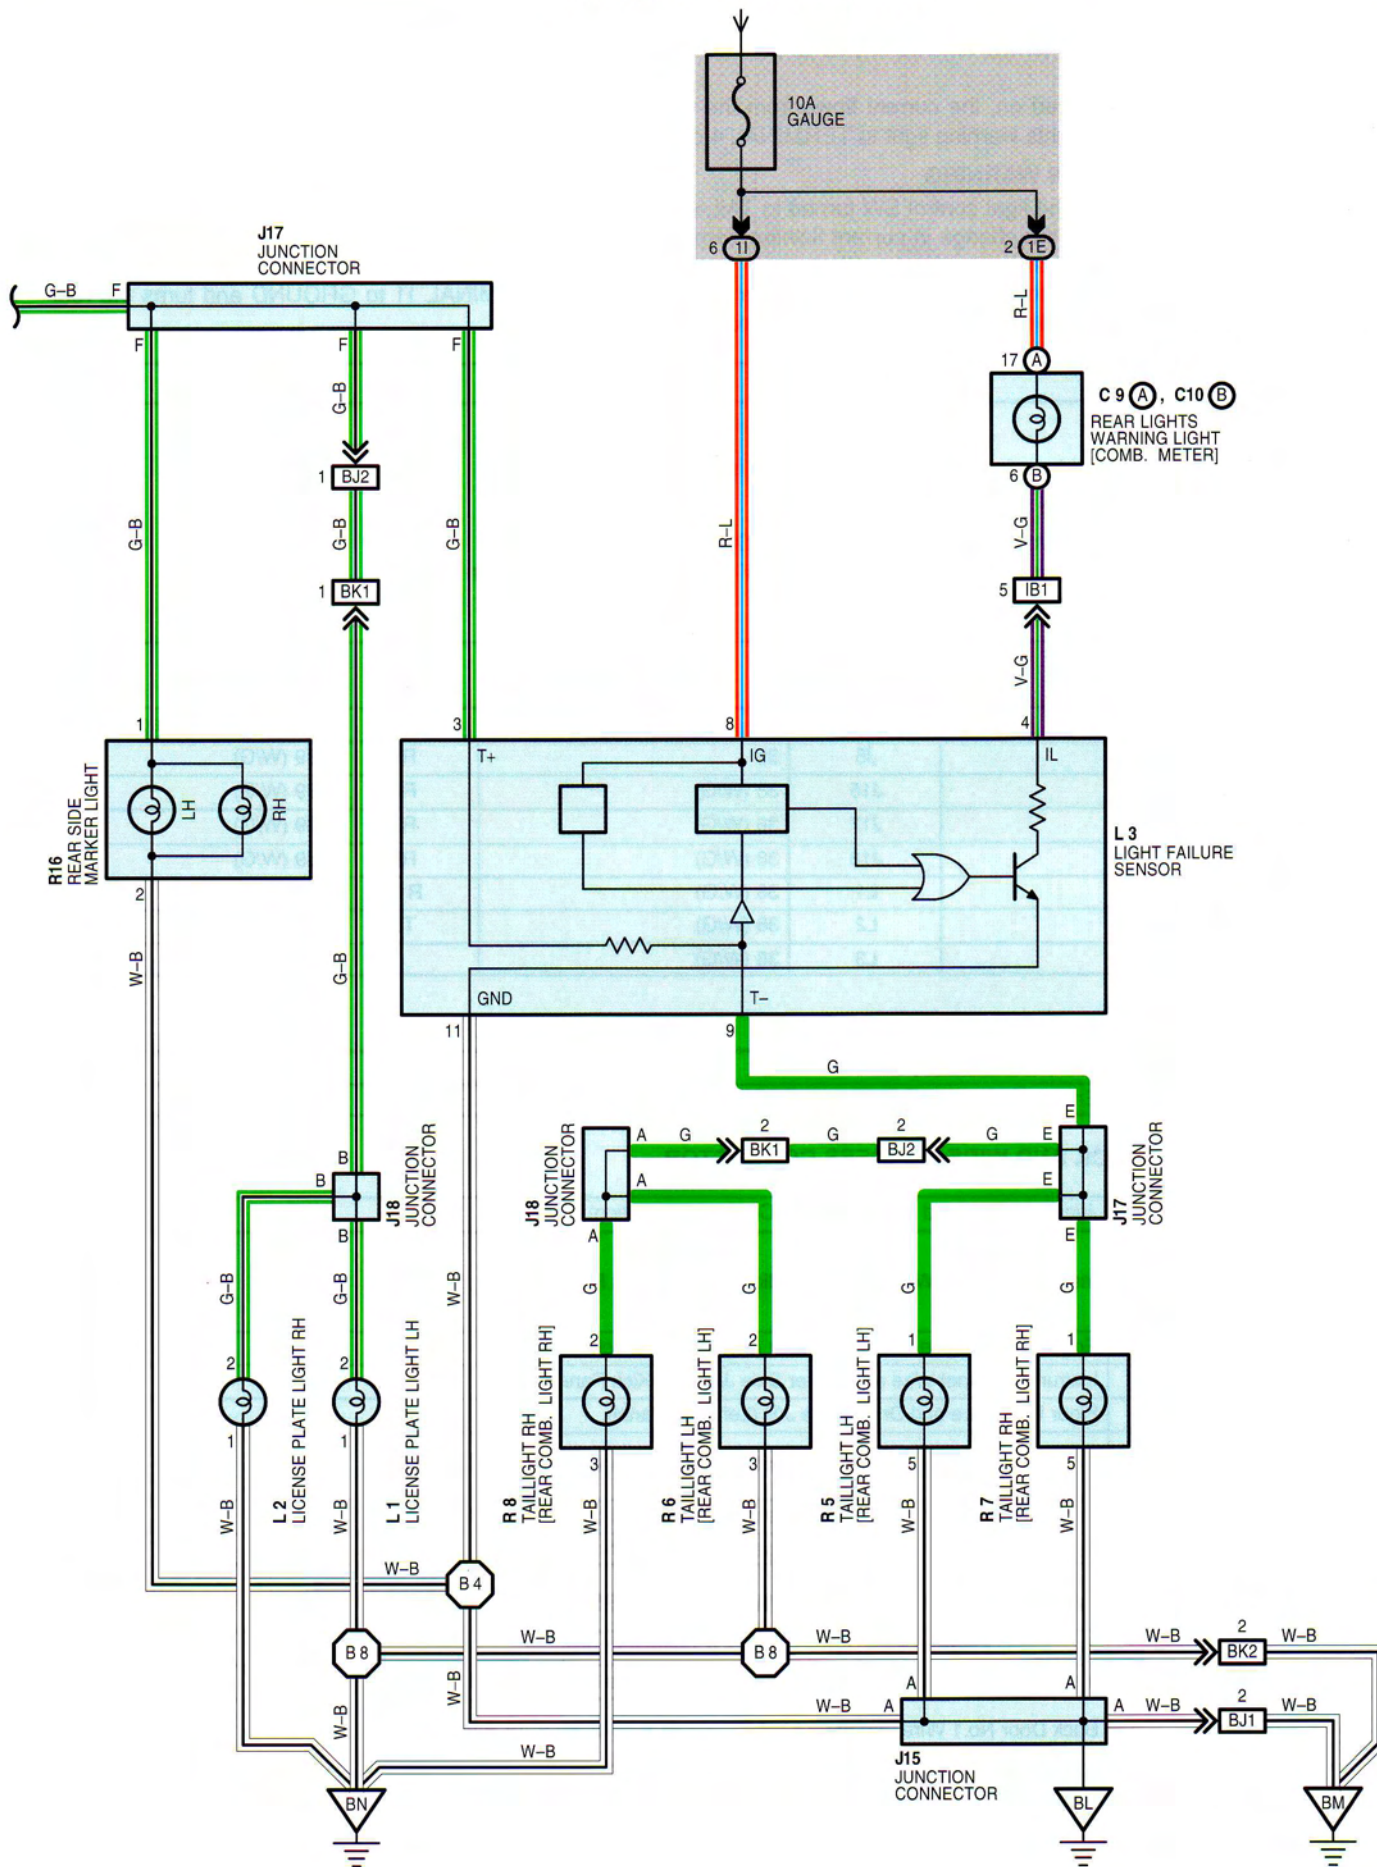 10A
GAUGE
J17
JUNCTION
CONNECTOR
6
1I
2
1E
G–B
F
F
F
F
G–B
R–L
17
A
C 9 A , C10 B
REAR LIGHTS
WARNING LIGHT
[COMB. METER]
1
BJ2
6
B
G–B
G–B
G–B
R–L
V–G
1
BK1
5
IB1
V–G
1
3
8
4
T+
IG
IL
LH
RH
R16
REAR SIDE
MARKER LIGHT
L 3
LIGHT FAILURE
SENSOR
2
W–B
G–B
GND
T–
11
9
G
E
J18
JUNCTION
CONNECTOR
A
G
2
BK1
G
2
BJ2
G
E
J17
JUNCTION
CONNECTOR
A
E
B
B
B
J18
JUNCTION
CONNECTOR
A
E
G–B
G–B
W–B
G
G
G
G
2
2
2
2
1
1
L 2
LICENSE PLATE LIGHT RH
L 1
LICENSE PLATE LIGHT LH
R 8
TAILLIGHT RH
[REAR COMB. LIGHT RH]
R 6
TAILLIGHT LH
[REAR COMB. LIGHT LH]
R 5
TAILLIGHT LH
[REAR COMB. LIGHT LH]
R 7
TAILLIGHT RH
[REAR COMB. LIGHT RH]
1
1
3
3
5
5
W–B
W–B
W–B
W–B
W–B
W–B
W–B
B 4
B 8
W–B
B 8
W–B
W–B
2
BK2
W–B
W–B
W–B
W–B
A
A
A
A
W–B
2
BJ1
W–B
W–B
J15
JUNCTION
CONNECTOR
BN
BL
BM